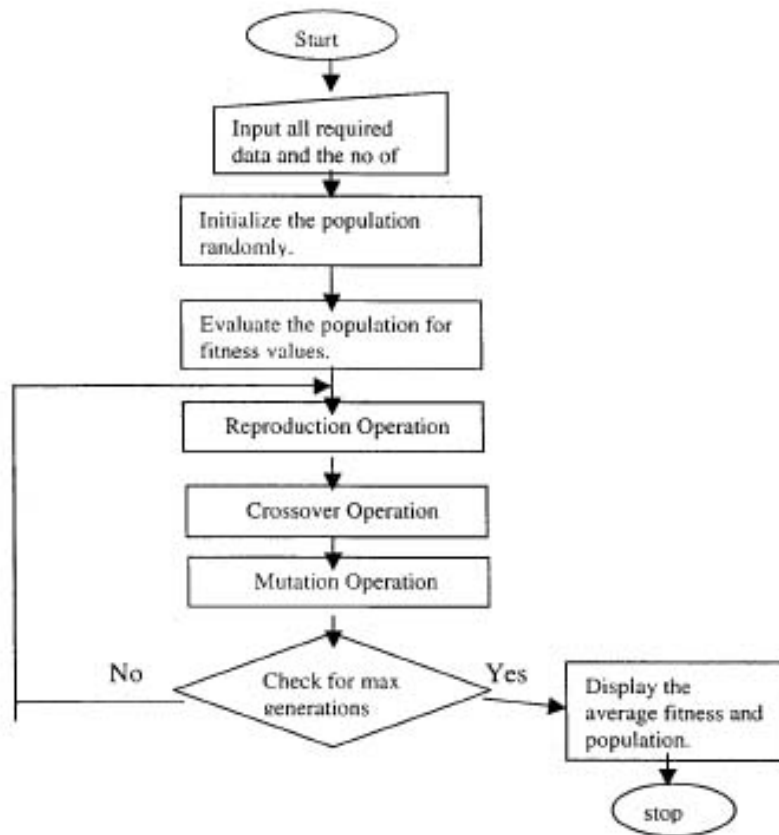 Start
Input all required
data and the no of
Initialize the population
randomly.
Evaluate the population for
fitness values.
Reproduction Operation
Crossover Operation
Mutation Operation
No
Check for max
generations
Yes
Display the
average fitness and
population.
stop